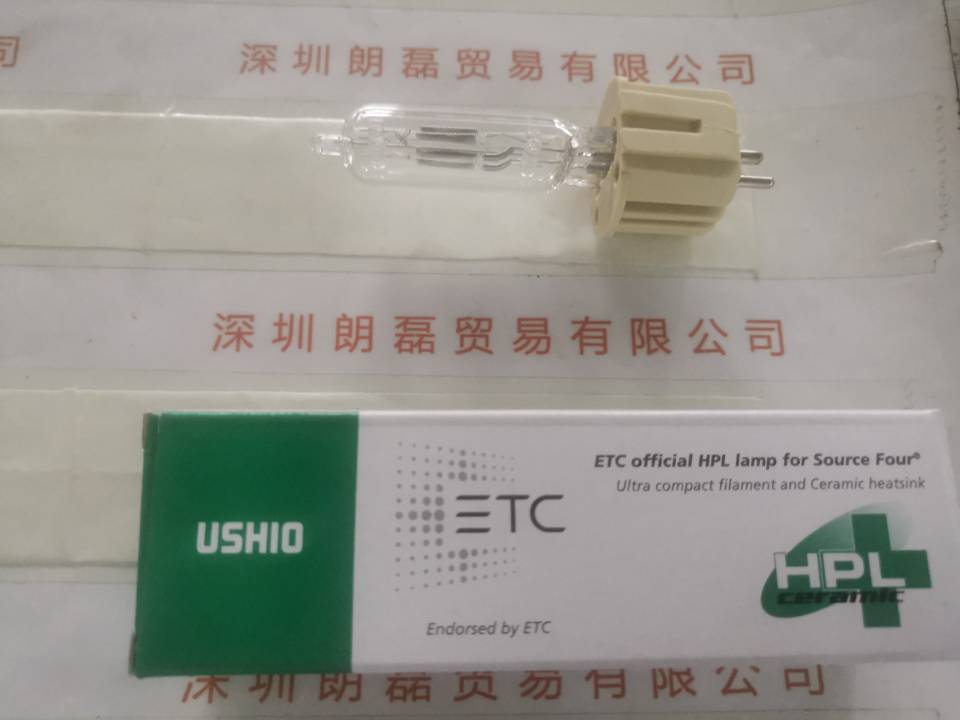 司
深圳朗磊贸易有限公司
深圳朗磊贸易有限公司
USHIO
ETC
Endorsed by ETC
ETC official HPL lamp for Source Four®
Ultra compact filament and Ceramic heatsink
HPL
ceramic
深圳朗磊贸易有限公司